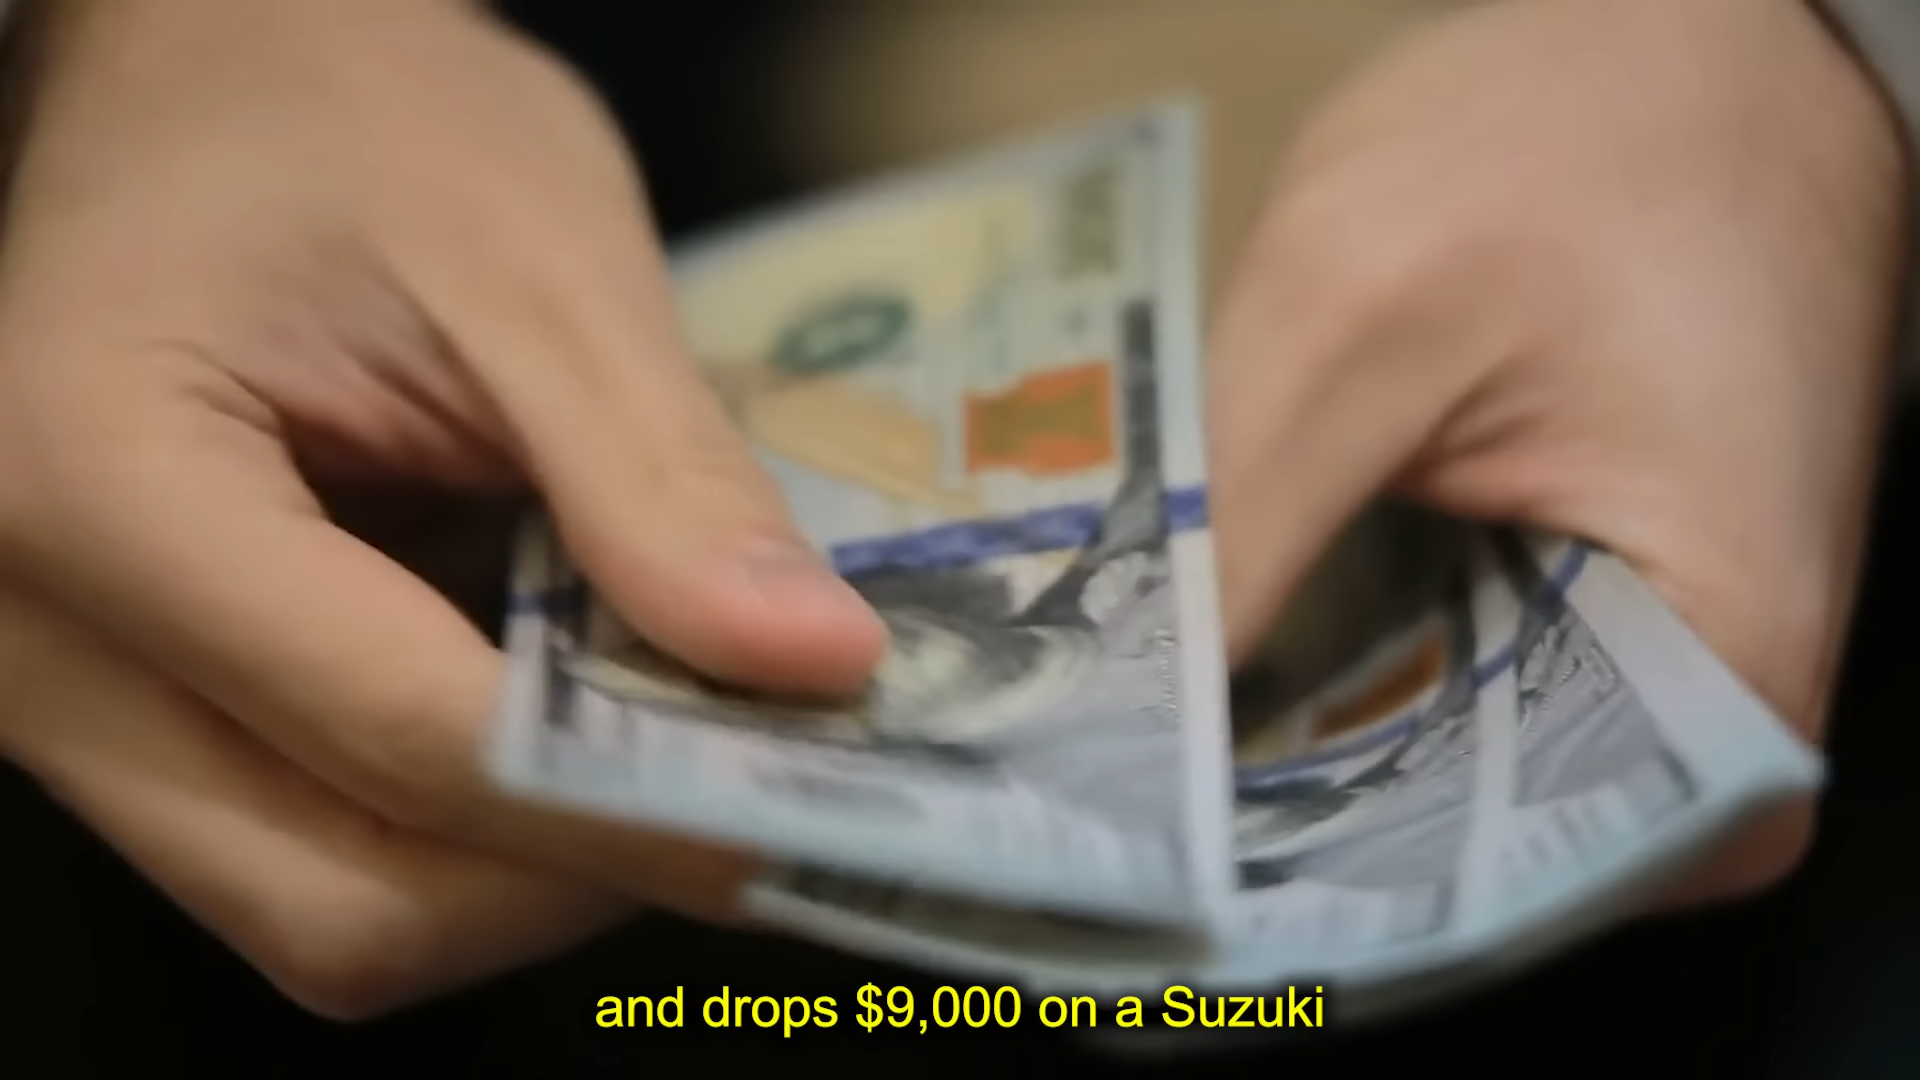 and drops $9,000 on a Suzuki